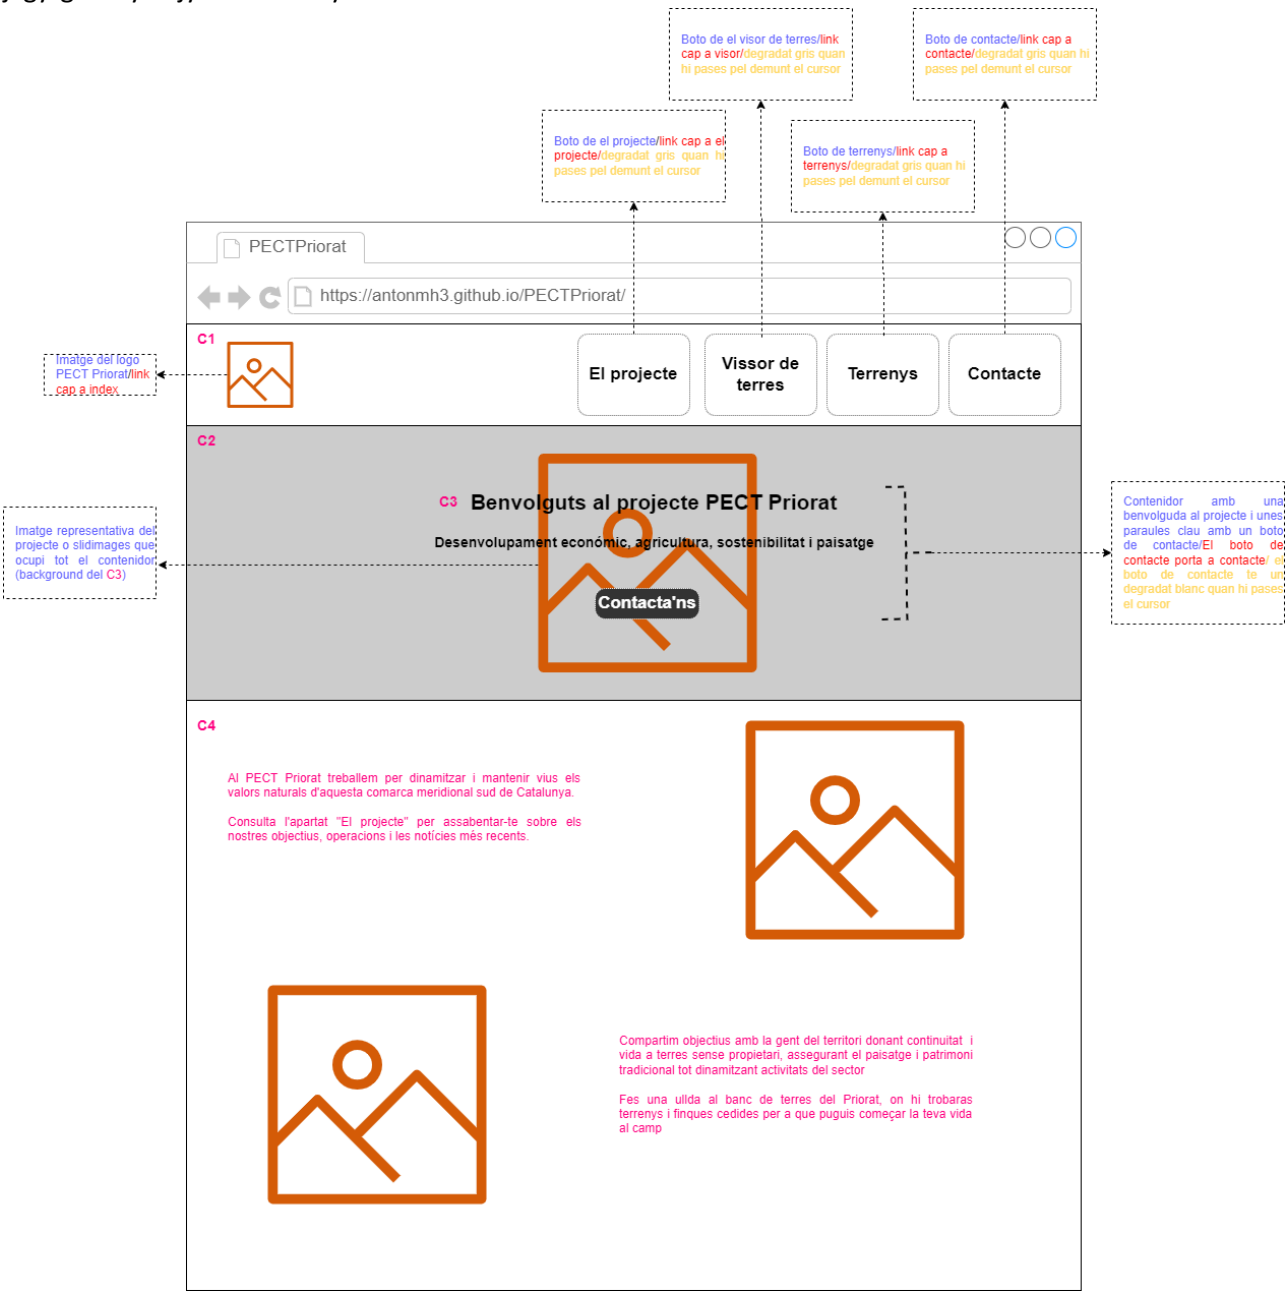 Boto de el visor de terres/link
cap a visor/degradat gris quan
hi pases pel demunt el cursor
Boto de contacte/link cap a
contacte/degradat gris quan hi
pases pel demunt el cursor
Boto de el projecte/link cap a el
projecte/degradat gris quan hi
pases pel demunt el cursor
Boto de terrenys/link cap a
terrenys/degradat gris quan hi
pases pel demunt el cursor
PECTPriorat
https://antonmh3.github.io/PECTPriorat/
C1
Imatge del logo
PECT Priorat/link
cap a index
El projecte
Vissor de
terres
Terrenys
Contacte
C2
C3 Benvolguts al projecte PECT Priorat
Desenvolupament económic, agricultura, sostenibilitat i paisatge
Contacta'ns
Imatge representativa del
projecte o slidimages que
ocupi tot el contenidor
(background del C3)
Contenidor amb una
benvolguda al projecte i unes
paraules clau amb un boto
de contacte/El boto de
contacte porta a contacte/ el
boto de contacte te un
degradat blanc quan hi pases
el cursor
C4
Al PECT Priorat treballem per dinamitzar i mantenir vius els
valors naturals d'aquesta comarca meridional sud de Catalunya.
Consulta l'apartat "El projecte" per assabentar-te sobre els
nostres objectius, operacions i les notícies més recents.
Compartim objectius amb la gent del territori donant continuitat i
vida a terres sense propietari, assegurant el paisatge i patrimoni
tradicional tot dinamitzant activitats del sector
Fes una ullda al banc de terres del Priorat, on hi trobaras
terrenys i finques cedides per a que puguis començar la teva vida
al camp